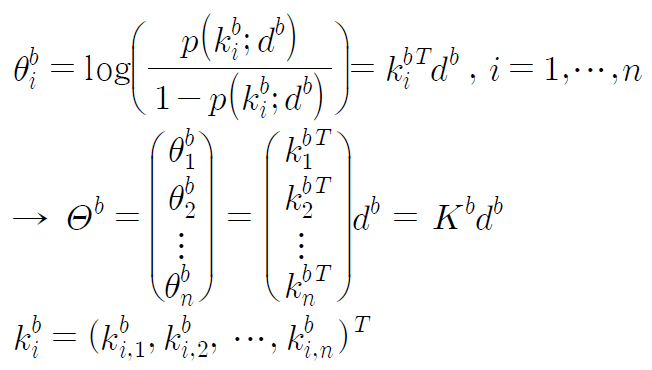 θ_i^b = log( p(k_i^b; d^b) / (1 − p(k_i^b; d^b)) ) = k_i^{bT} d^b , i = 1,⋯,n
→ Θ^b = (θ_1^b θ_2^b ⋮ θ_n^b) = (k_1^{bT} k_2^{bT} ⋮ k_n^{bT}) d^b = K^b d^b
k_i^b = (k_{i,1}^b, k_{i,2}^b, ⋯, k_{i,n}^b)^T